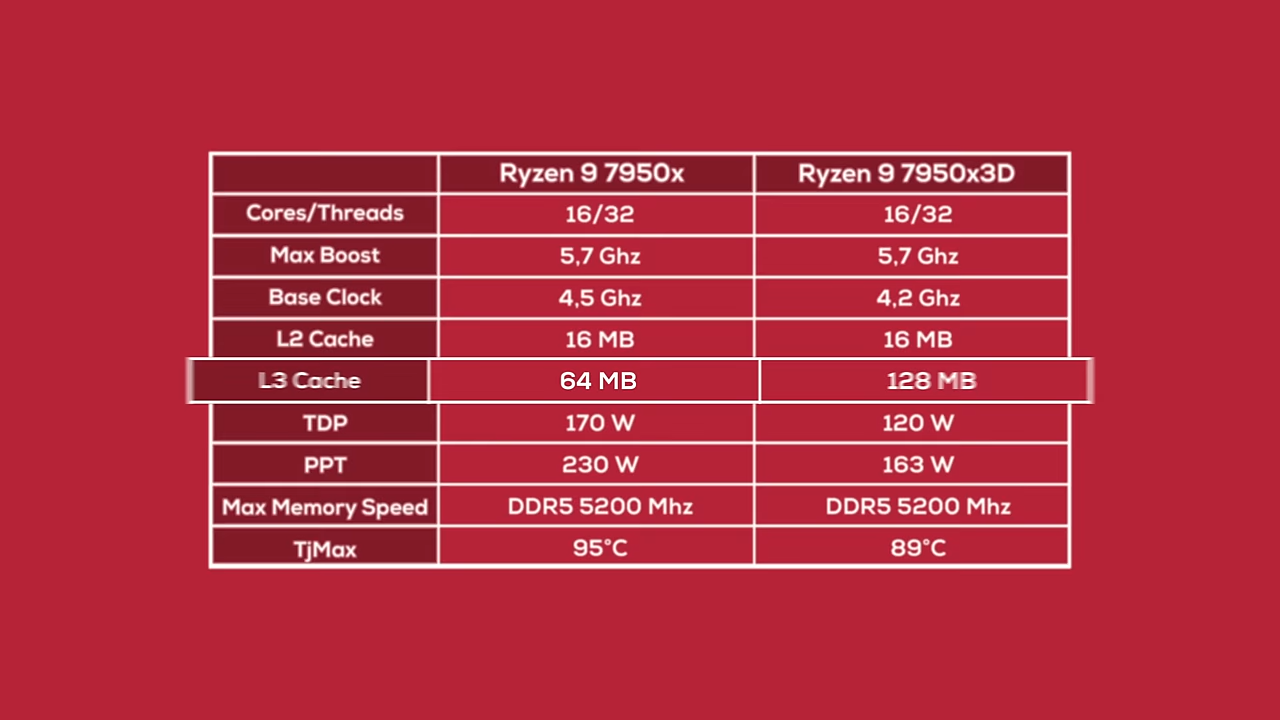 Ryzen 9 7950x Ryzen 9 7950x3D
Cores/Threads 16/32 16/32
Max Boost 5,7 Ghz 5,7 Ghz
Base Clock 4,5 Ghz 4,2 Ghz
L2 Cache 16 MB 16 MB
L3 Cache 64 MB 128 MB
TDP 170 W 120 W
PPT 230 W 163 W
Max Memory Speed DDR5 5200 Mhz DDR5 5200 Mhz
TjMax 95°C 89°C